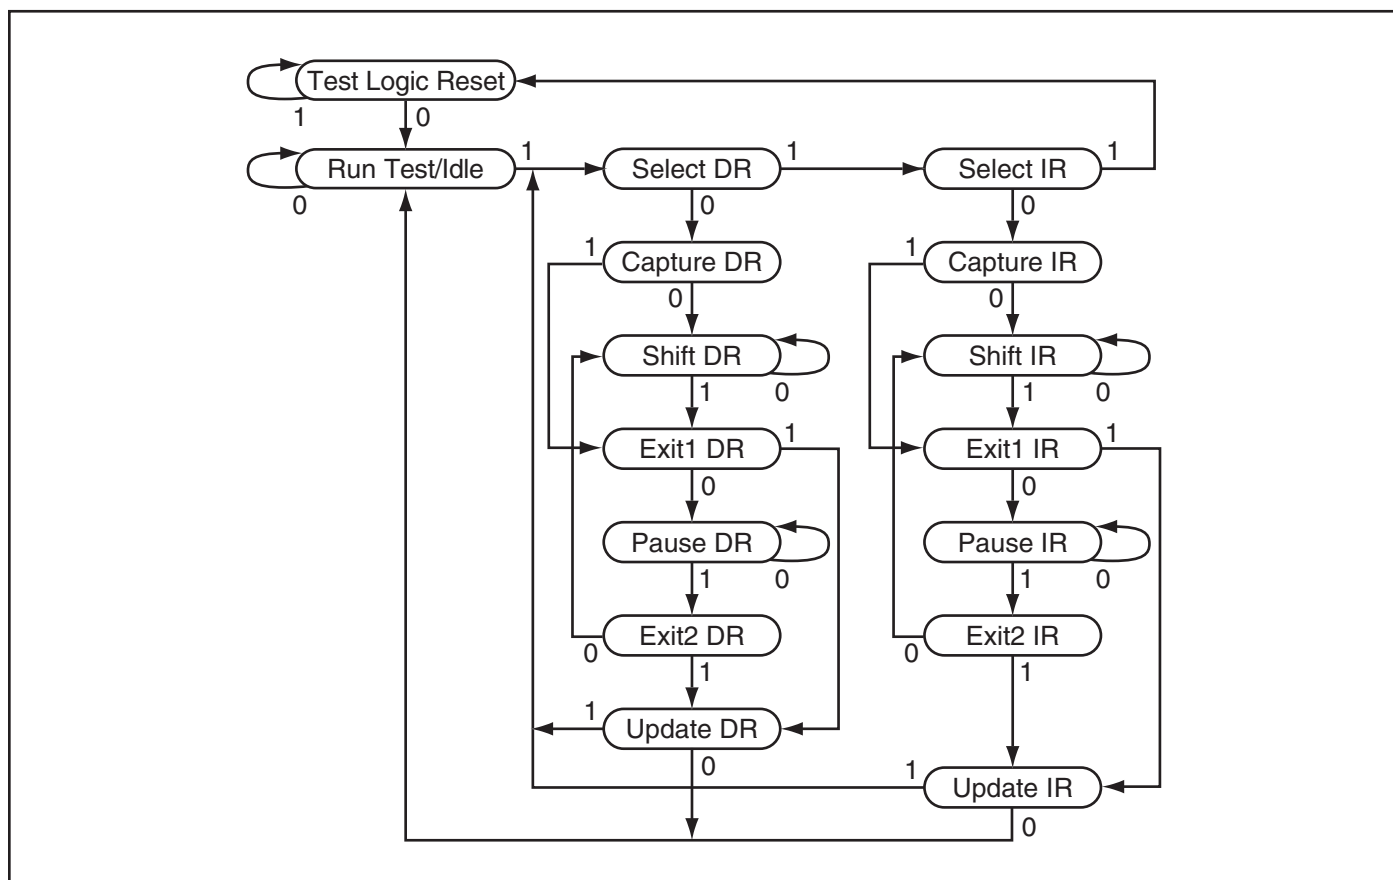 Test Logic Reset
1 0
Run Test/Idle 1 Select DR 1 Select IR 1
0 0 0
1 Capture DR 1 Capture IR
0 0
Shift DR Shift IR
1 0 1 0
Exit1 DR 1 Exit1 IR 1
0 0
Pause DR Pause IR
1 0 1 0
Exit2 DR Exit2 IR
0 1 0 1
1 Update DR
0 1
Update IR
0